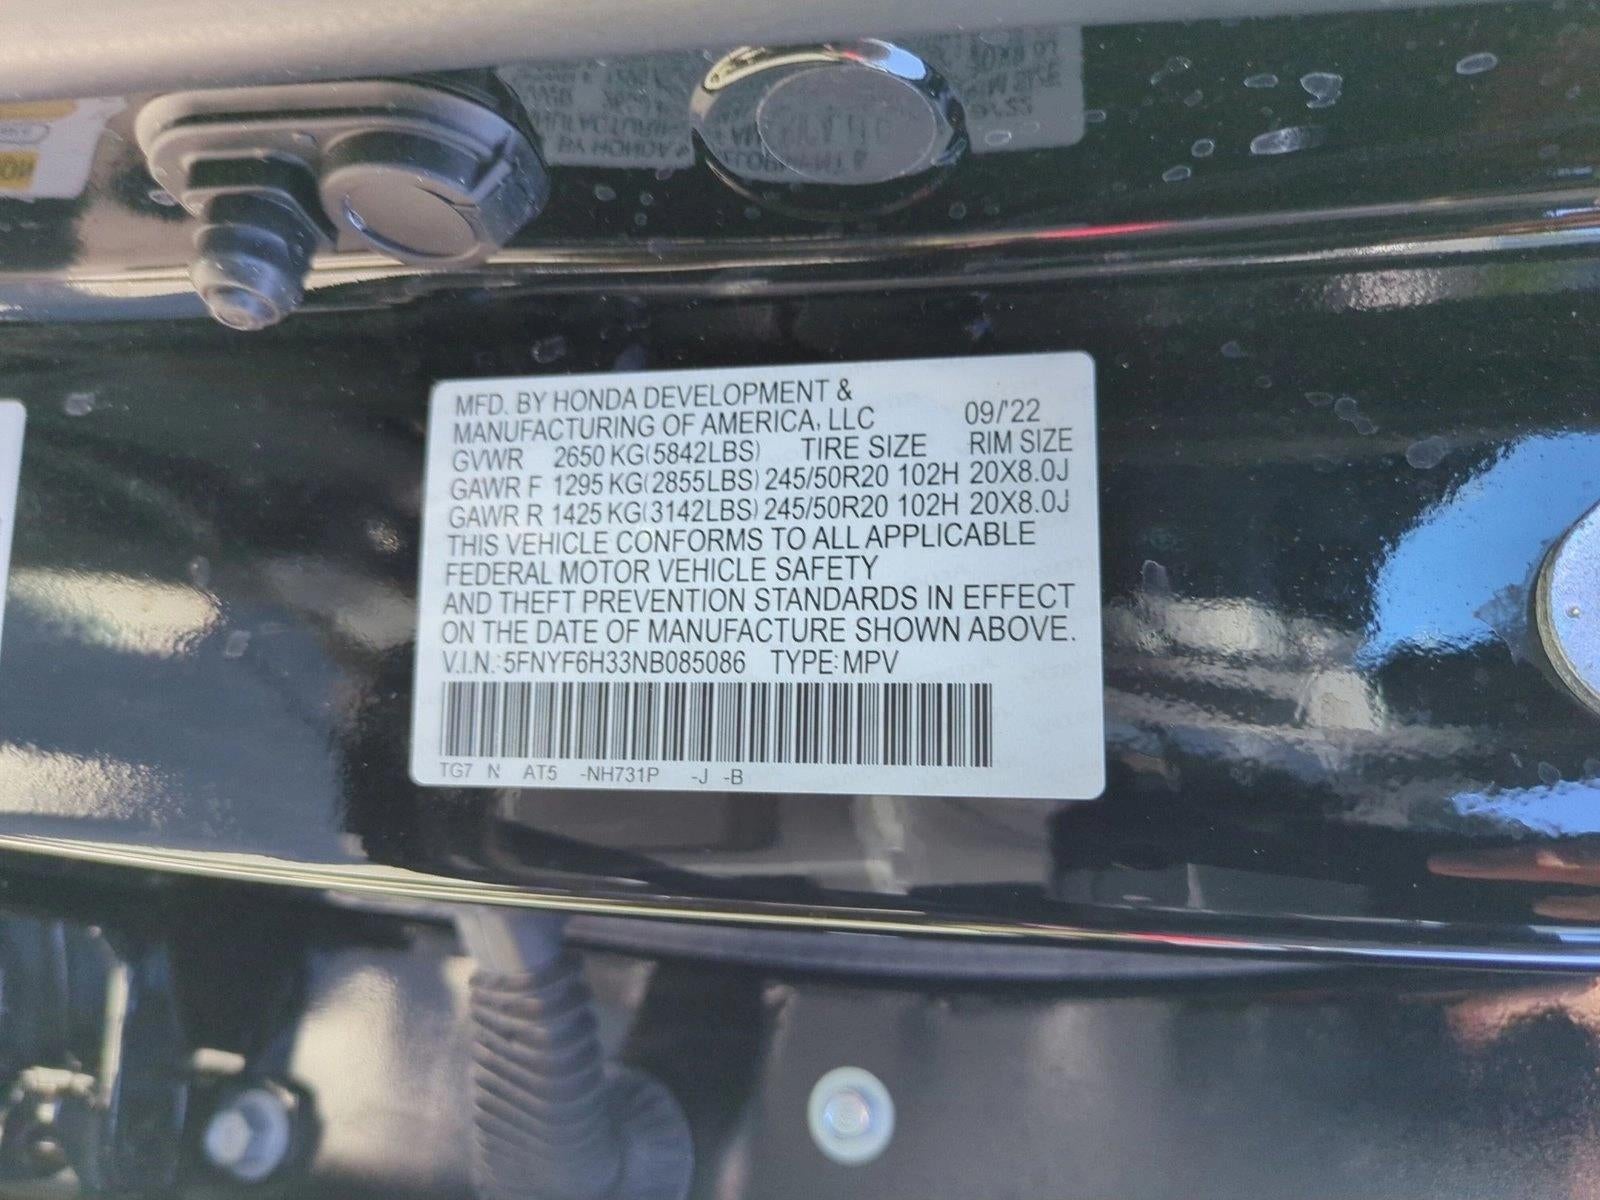 MFD. BY HONDA DEVELOPMENT &
MANUFACTURING OF AMERICA, LLC 09/'22
GVWR 2650 KG(5842LBS) TIRE SIZE RIM SIZE
GAWR F 1295 KG(2855LBS) 245/50R20 102H 20X8.0J
GAWR R 1425 KG(3142LBS) 245/50R20 102H 20X8.0J
THIS VEHICLE CONFORMS TO ALL APPLICABLE
FEDERAL MOTOR VEHICLE SAFETY
AND THEFT PREVENTION STANDARDS IN EFFECT
ON THE DATE OF MANUFACTURE SHOWN ABOVE.
V.I.N.: 5FNYF6H33NB085086 TYPE: MPV
TG7 N AT5 -NH731P -J -B